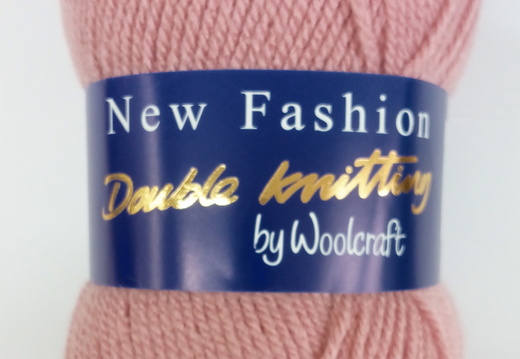 New Fashion
Double knitting
by Woolcraft